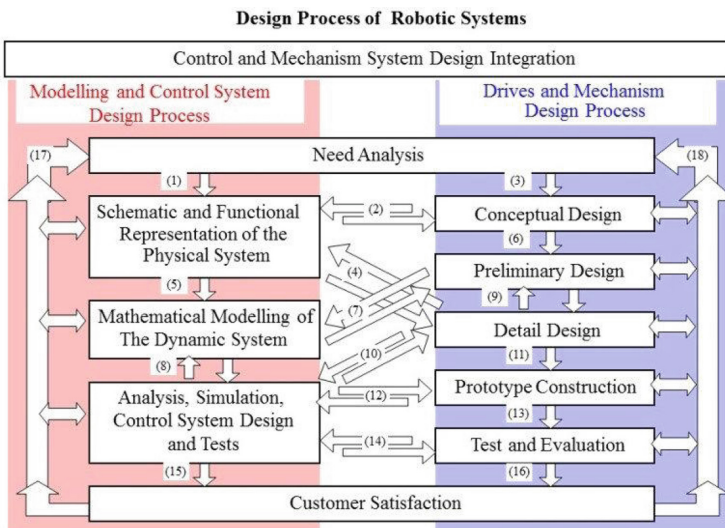 Design Process of Robotic Systems
Control and Mechanism System Design Integration
Modelling and Control System
Design Process
Drives and Mechanism
Design Process
(17)
Need Analysis
(18)
(1)
(3)
Schematic and Functional
Representation of the
Physical System
(2)
Conceptual Design
(6)
(4)
Preliminary Design
(5)
(9)
(7)
Mathematical Modelling of
The Dynamic System
Detail Design
(8)
(10)
(11)
Analysis, Simulation,
Control System Design
and Tests
(12)
Prototype Construction
(13)
(14)
Test and Evaluation
(15)
(16)
Customer Satisfaction